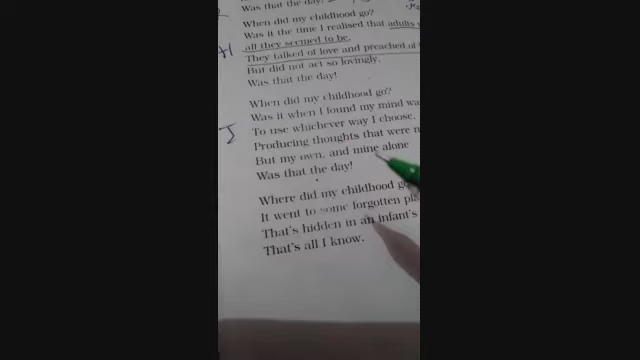 Was that the day!
When did my childhood go?
Was it the time I realised that adults
all they seemed to be,
They talked of love and preached of
But did not act so lovingly,
Was that the day!
When did my childhood go?
Was it when I found my mind
To use whichever way I choose,
Producing thoughts that were
But my own, and mine alone
Was that the day!
Where did my childhood
It went to some forgotten
That's hidden in an infant's
That's all I know.